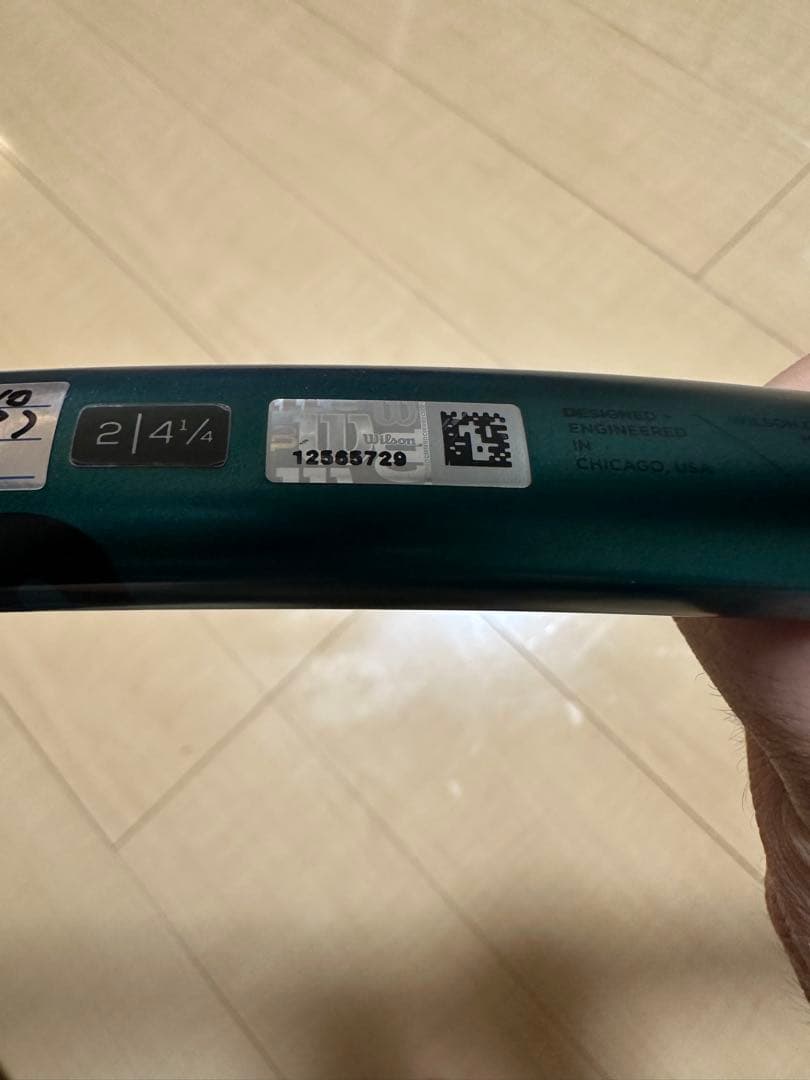 2|4¼
Wilson
12565729
DESIGNED +
ENGINEERED
IN
CHICAGO, USA